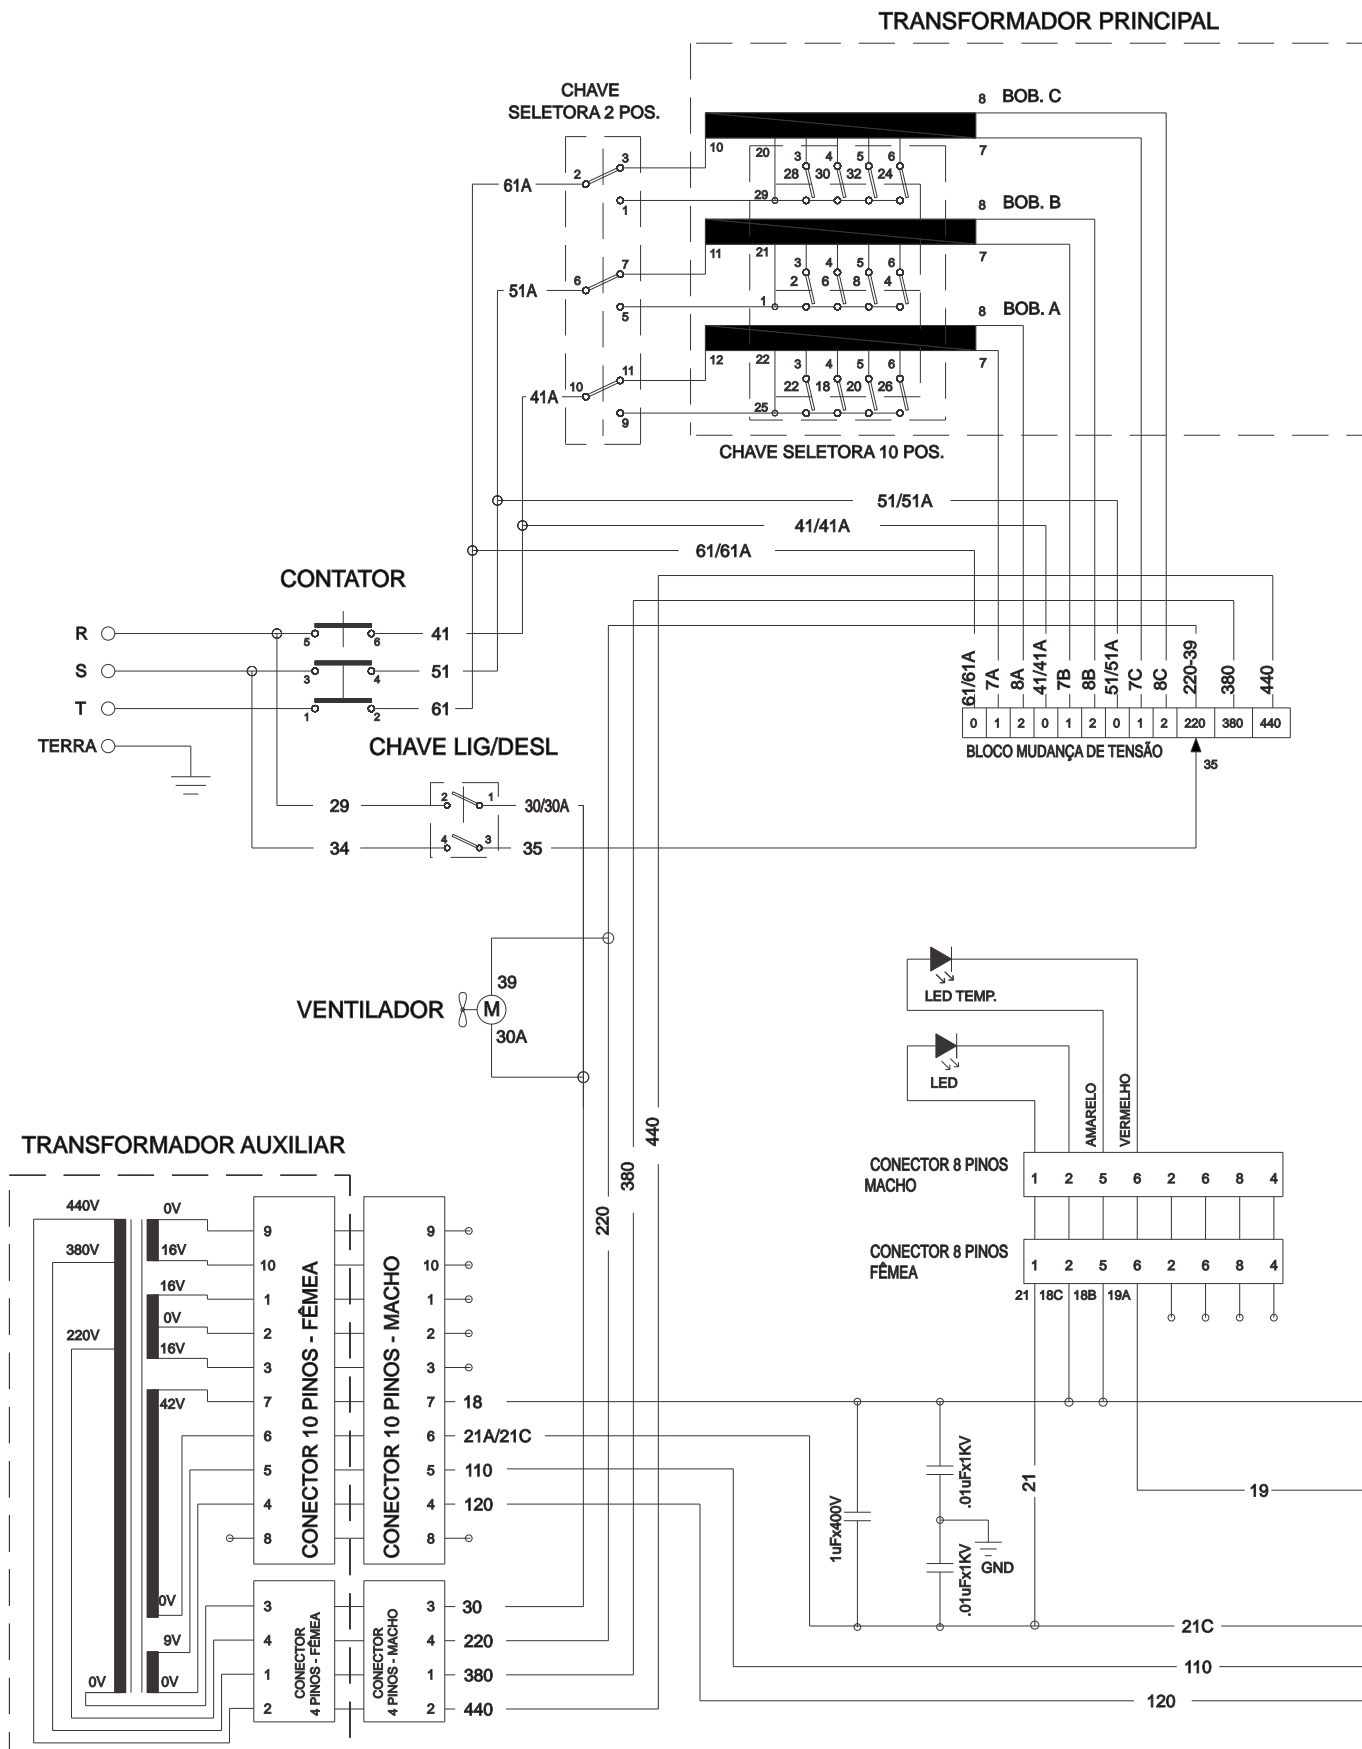 TRANSFORMADOR PRINCIPAL
CHAVE
SELETORA 2 POS.
8 BOB. C
10 20 3 4 5 6 7
28 30 32 24
29
61A 2 3 1
8 BOB. B
11 21 3 4 5 6 7
2 6 8 4
1
51A 6 7 5
8 BOB. A
12 22 3 4 5 6 7
22 18 20 26
25
41A 10 11 9
CHAVE SELETORA 10 POS.
51/51A
41/41A
61/61A
CONTATOR
R 5 6 41
S 3 4 51
T 1 2 61
TERRA
61/61A 7A 8A 41/41A 7B 8B 51/51A 7C 8C 220-39 380 440
0 1 2 0 1 2 0 1 2 220 380 440
BLOCO MUDANÇA DE TENSÃO
35
CHAVE LIG/DESL
29 2 1 30/30A
34 4 3 35
VENTILADOR
39
M
30A
LED TEMP.
LED
AMARELO
VERMELHO
440
380
220
CONECTOR 8 PINOS
MACHO
1 2 5 6 2 6 8 4
CONECTOR 8 PINOS
FÊMEA
1 2 5 6 2 6 8 4
21 18C 18B 19A
TRANSFORMADOR AUXILIAR
440V
380V
220V
0V
0V
16V
16V
0V
16V
42V
0V
9V
0V
CONECTOR 10 PINOS - FÊMEA
9
10
1
2
3
7
6
5
4
8
CONECTOR 10 PINOS - MACHO
9
10
1
2
3
7 18
6 21A/21C
5 110
4 120
8
CONECTOR
4 PINOS - FÊMEA
3
4
1
2
CONECTOR
4 PINOS - MACHO
3 30
4 220
1 380
2 440
1uFx400V
.01uFx1KV
.01uFx1KV
GND
21
19
21C
110
120